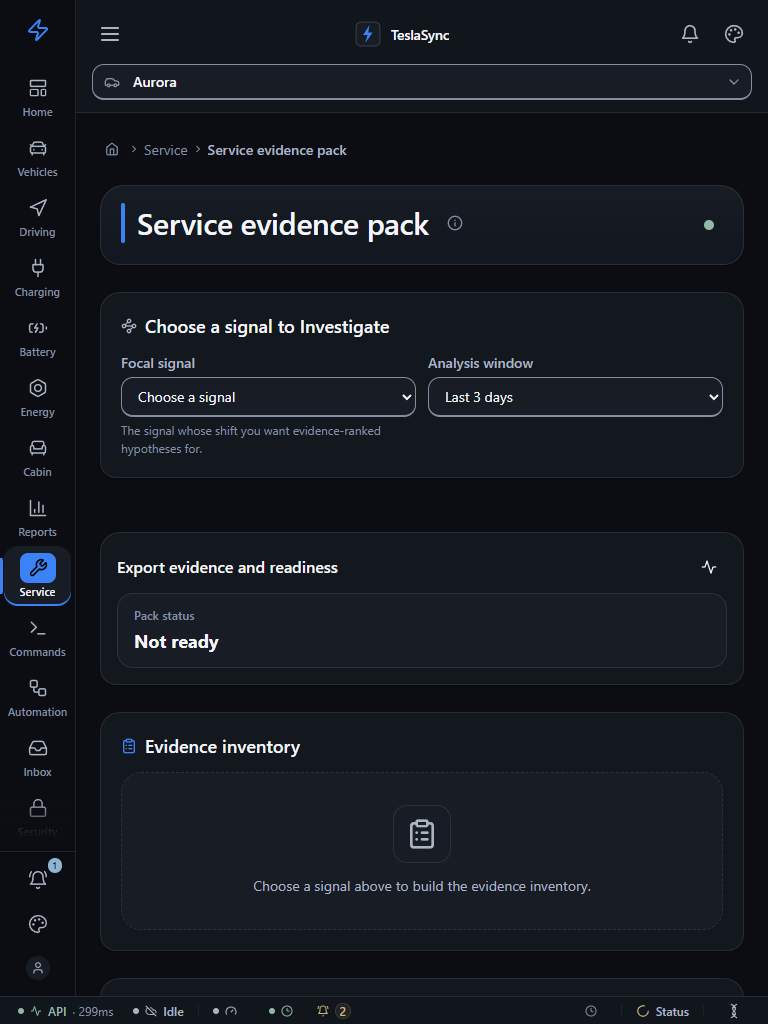 TeslaSync
Aurora
Home
Vehicles
Driving
Charging
Battery
Energy
Cabin
Reports
Service
Commands
Automation
Inbox
Security
1
Service
Service evidence pack
Service evidence pack
Choose a signal to Investigate
Focal signal
Analysis window
Choose a signal
Last 3 days
The signal whose shift you want evidence-ranked
hypotheses for.
Export evidence and readiness
Pack status
Not ready
Evidence inventory
Choose a signal above to build the evidence inventory.
API · 299ms
Idle
2
Status